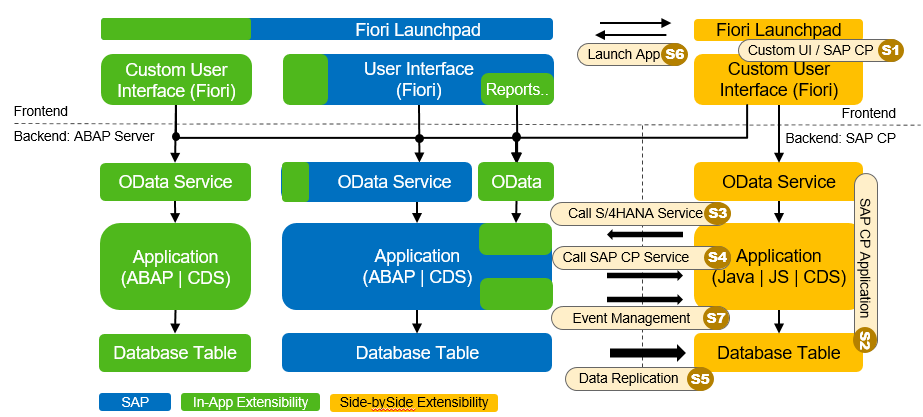 Fiori Launchpad
Fiori Launchpad
Custom UI / SAP CP S1
Launch App S6
Custom User
Interface (Fiori)
User Interface
(Fiori)
Reports..
Custom User
Interface (Fiori)
Frontend
Frontend
Backend: ABAP Server
Backend: SAP CP
OData Service
OData Service
OData
OData Service
Call S/4HANA Service S3
Application
(ABAP | CDS)
Application
(ABAP | CDS)
Call SAP CP Service S4
Application
(Java | JS | CDS)
SAP CP Application S2
Event Management S7
Database Table
Database Table
Database Table
Data Replication S5
SAP
In-App Extensibility
Side-bySide Extensibility